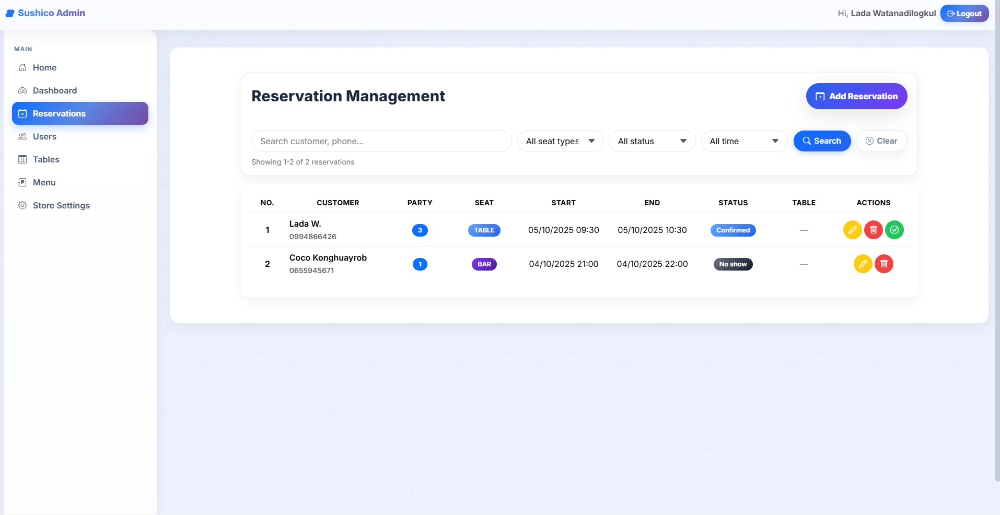 Sushico Admin
Hi, Lada Watanadilogkul
Logout
MAIN
Home
Dashboard
Reservations
Users
Tables
Menu
Store Settings
Reservation Management
Add Reservation
Search customer, phone...
All seat types
All status
All time
Search
Clear
Showing 1-2 of 2 reservations
NO. CUSTOMER PARTY SEAT START END STATUS TABLE ACTIONS
1 Lada W. 3 TABLE 05/10/2025 09:30 05/10/2025 10:30 Confirmed —
0994866426
2 Coco Konghuayrob 1 BAR 04/10/2025 21:00 04/10/2025 22:00 No show —
0655945671